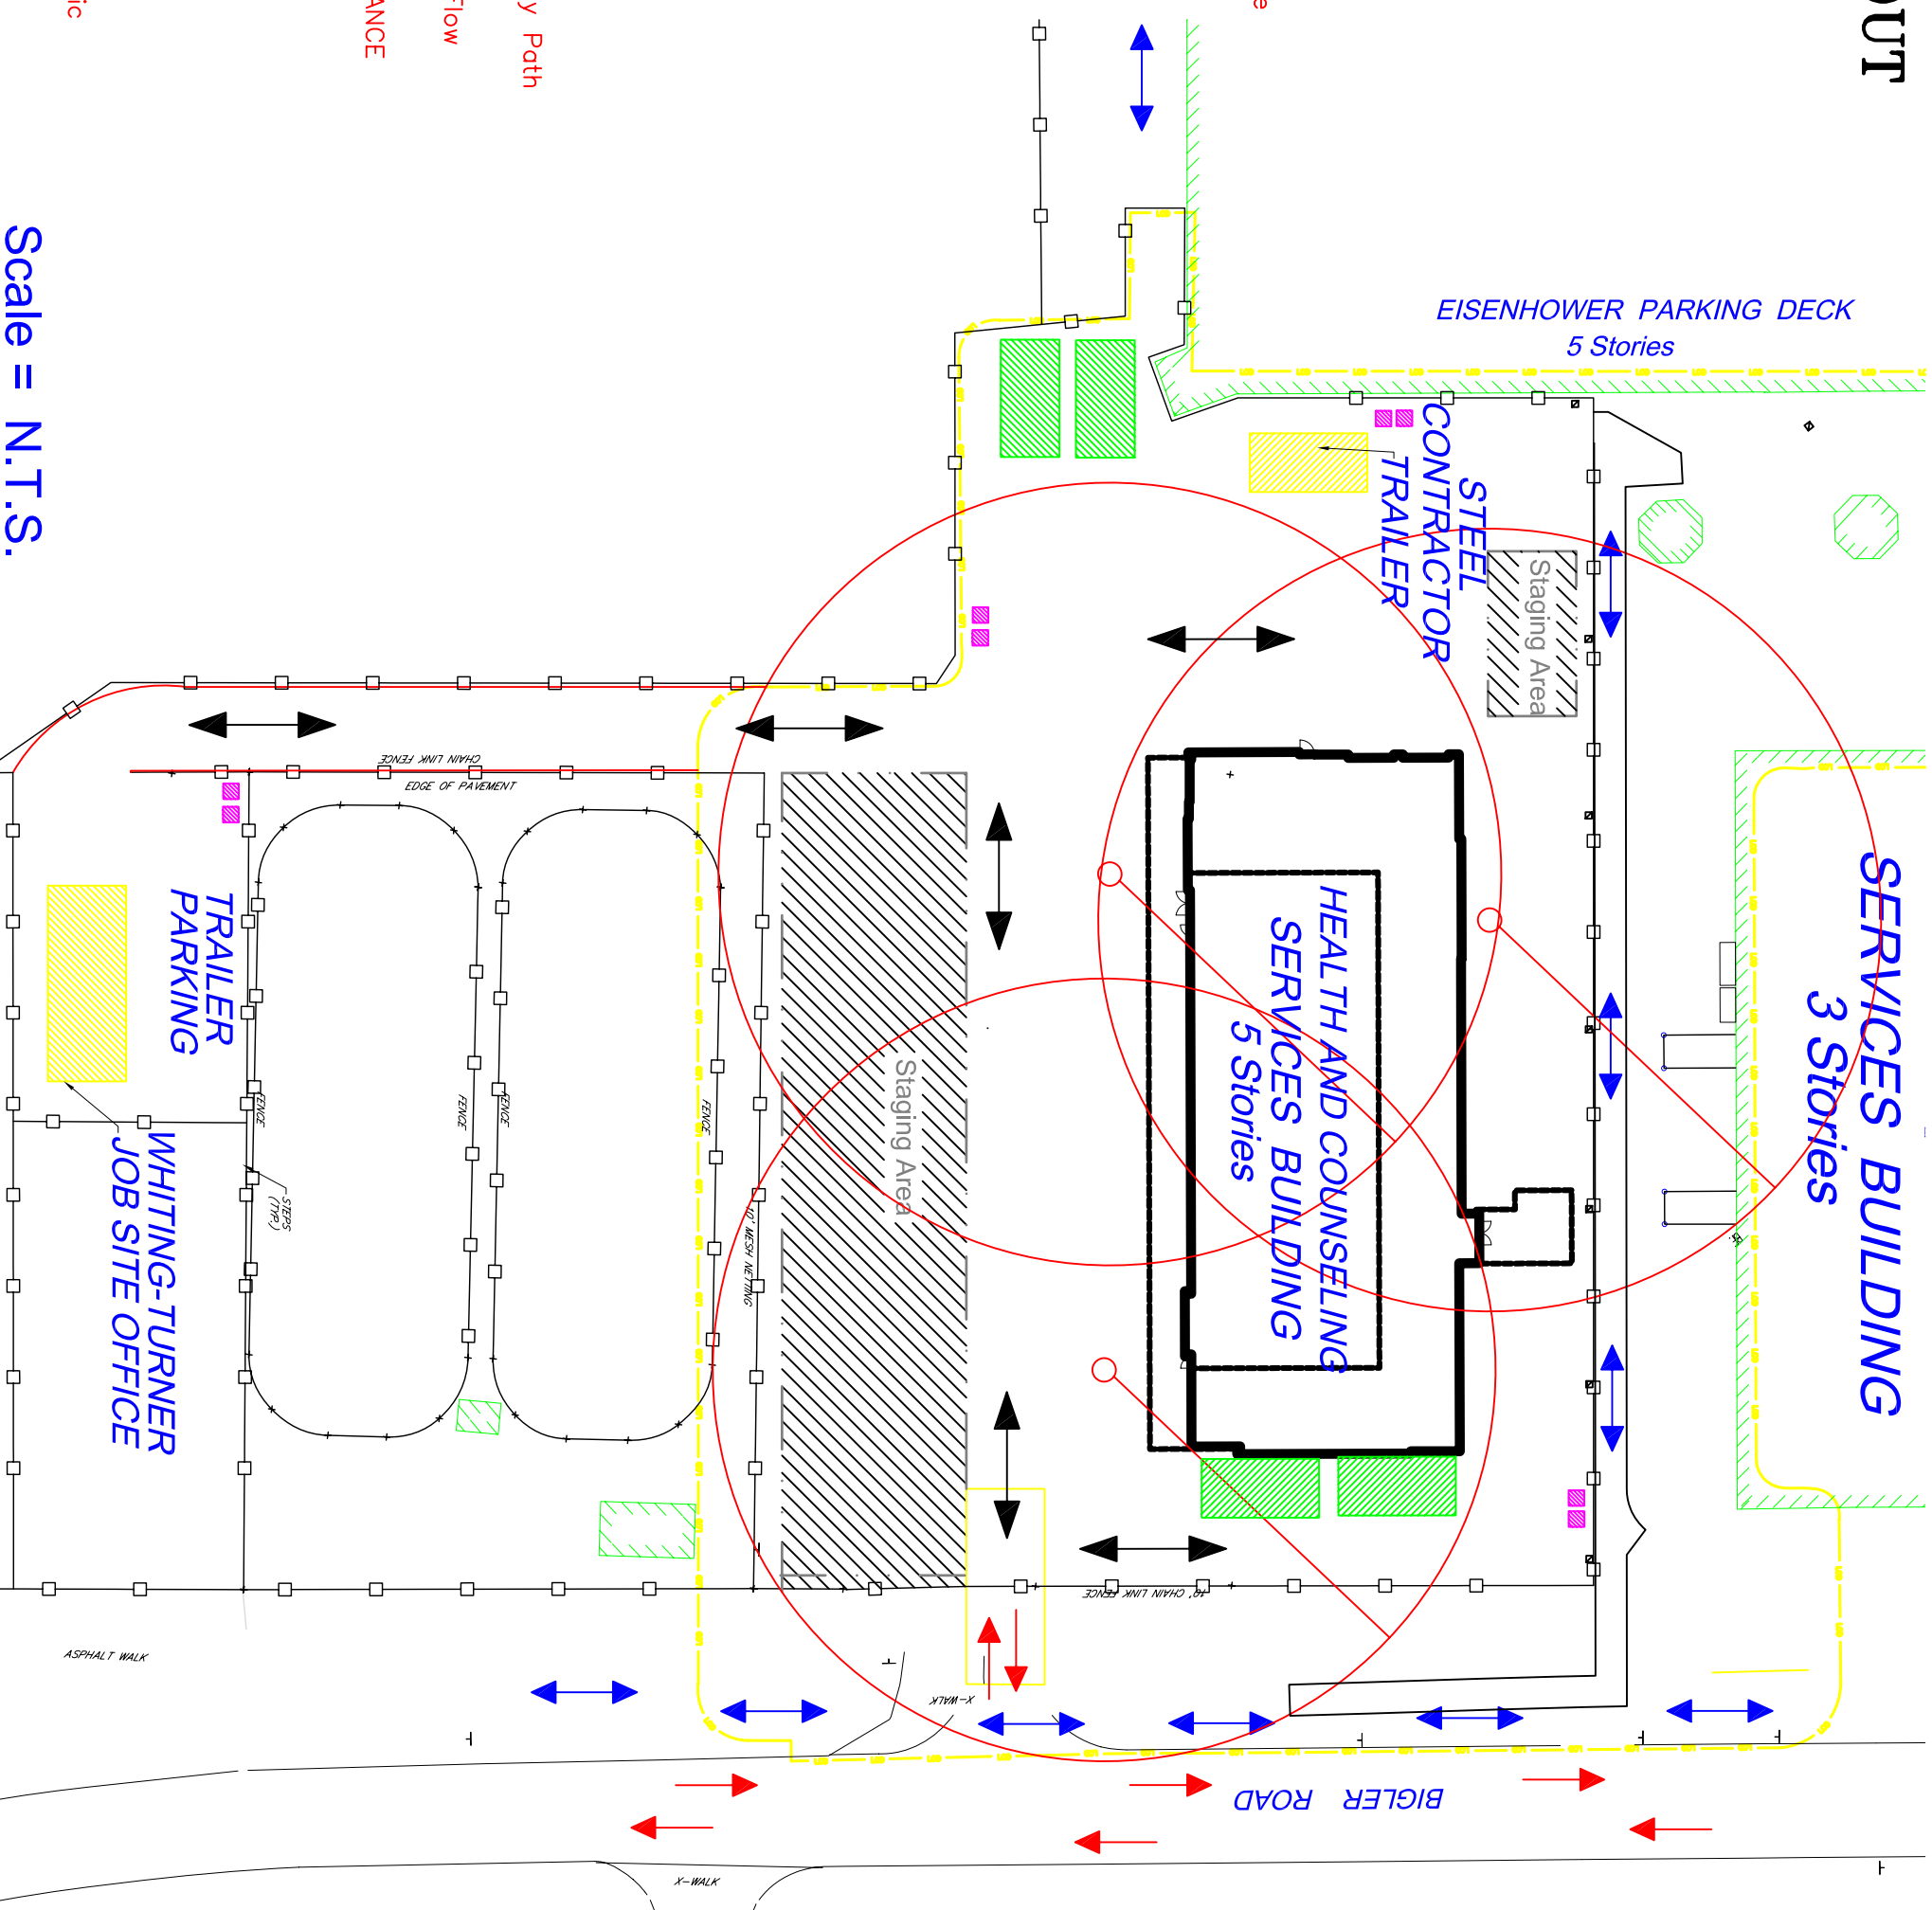 OUT
y Path
Flow
ANCE
ic
e
Scale = N.T.S.
EISENHOWER PARKING DECK
5 Stories
STEEL
CONTRACTOR
TRAILER
Staging Area
SERVICES BUILDING
3 Stories
HEALTH AND COUNSELING
SERVICES BUILDING
5 Stories
Staging Area
CHAIN LINK FENCE
EDGE OF PAVEMENT
TRAILER
PARKING
WHITING-TURNER
JOB SITE OFFICE
FENCE
FENCE
FENCE
FENCE
STEPS
(TYP.)
10' MESH NETTING
10' CHAIN LINK FENCE
ASPHALT WALK
X-WALK
BIGLER ROAD
X-WALK